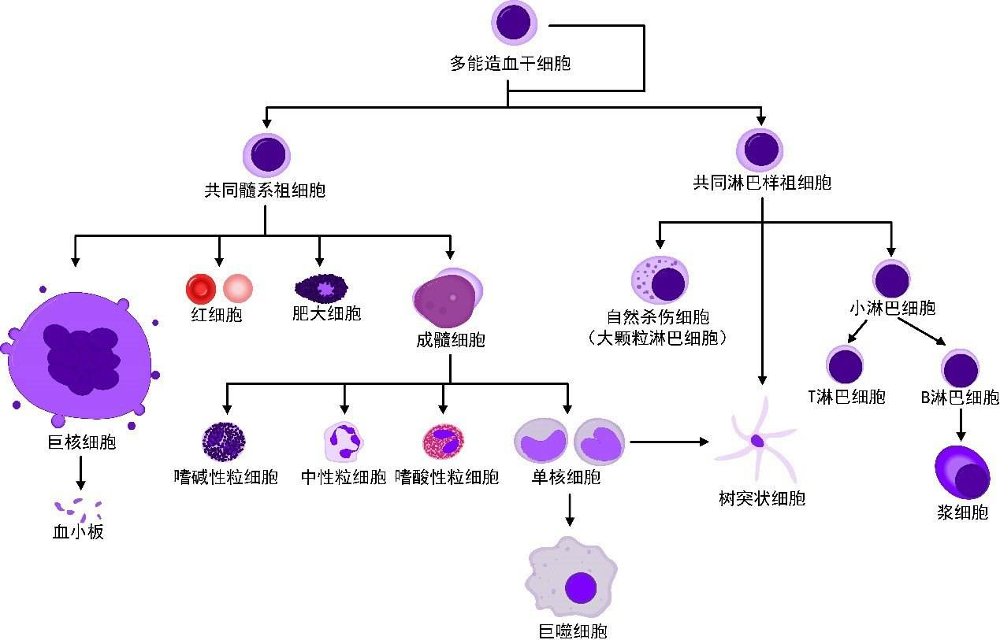 多能造血干细胞
共同髓系祖细胞
共同淋巴样祖细胞
红细胞
肥大细胞
成髓细胞
自然杀伤细胞
（大颗粒淋巴细胞）
小淋巴细胞
T淋巴细胞
B淋巴细胞
巨核细胞
嗜碱性粒细胞
中性粒细胞
嗜酸性粒细胞
单核细胞
树突状细胞
浆细胞
血小板
巨噬细胞